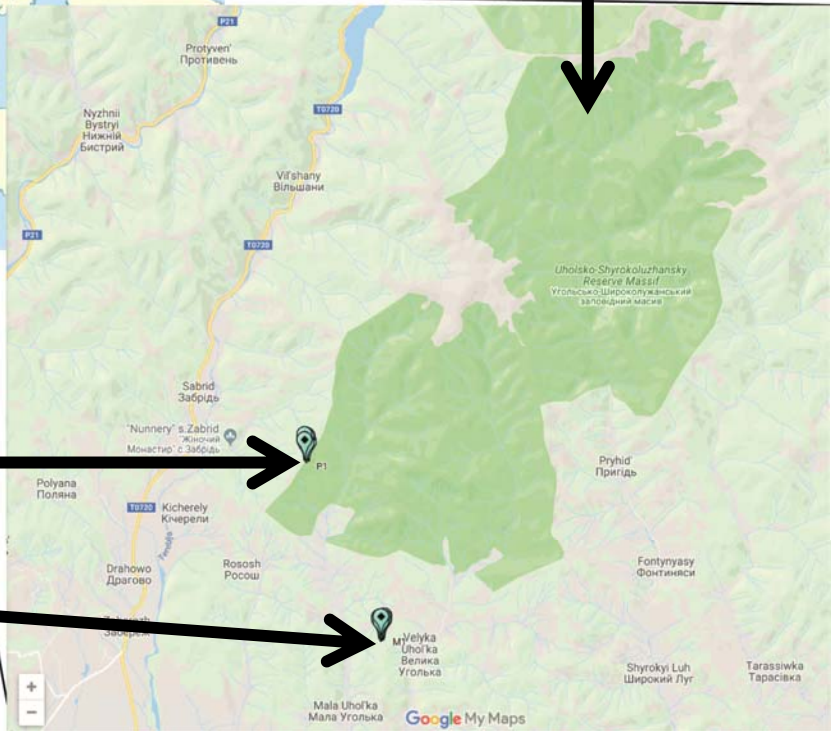 P21
Protyven'
Противень
T0720
Nyzhnii
Bystryi
Нижній
Бистрий
Vil'shany
Вільшани
P21
T0720
Uholsko-Shyrokoluzhansky
Reserve Massif
Угольсько-Широколужанський
заповідний масив
Sabrid
Забрідь
"Nunnery" s.Zabrid
"Жіночий
Монастир" с.Забрідь
P1
Pryhid'
Пригідь
Polyana
Поляна
T0720
Kicherely
Кічерели
Tereblja
Drahowo
Драгово
Rososh
Росош
Fontynyasy
Фонтиняси
M1
Velyka
Uhol'ka
Велика
Уголька
Shyrokyi Luh
Широкий Луг
Tarassiwka
Тарасівка
+
−
Mala Uhol'ka
Мала Уголька
Google My Maps